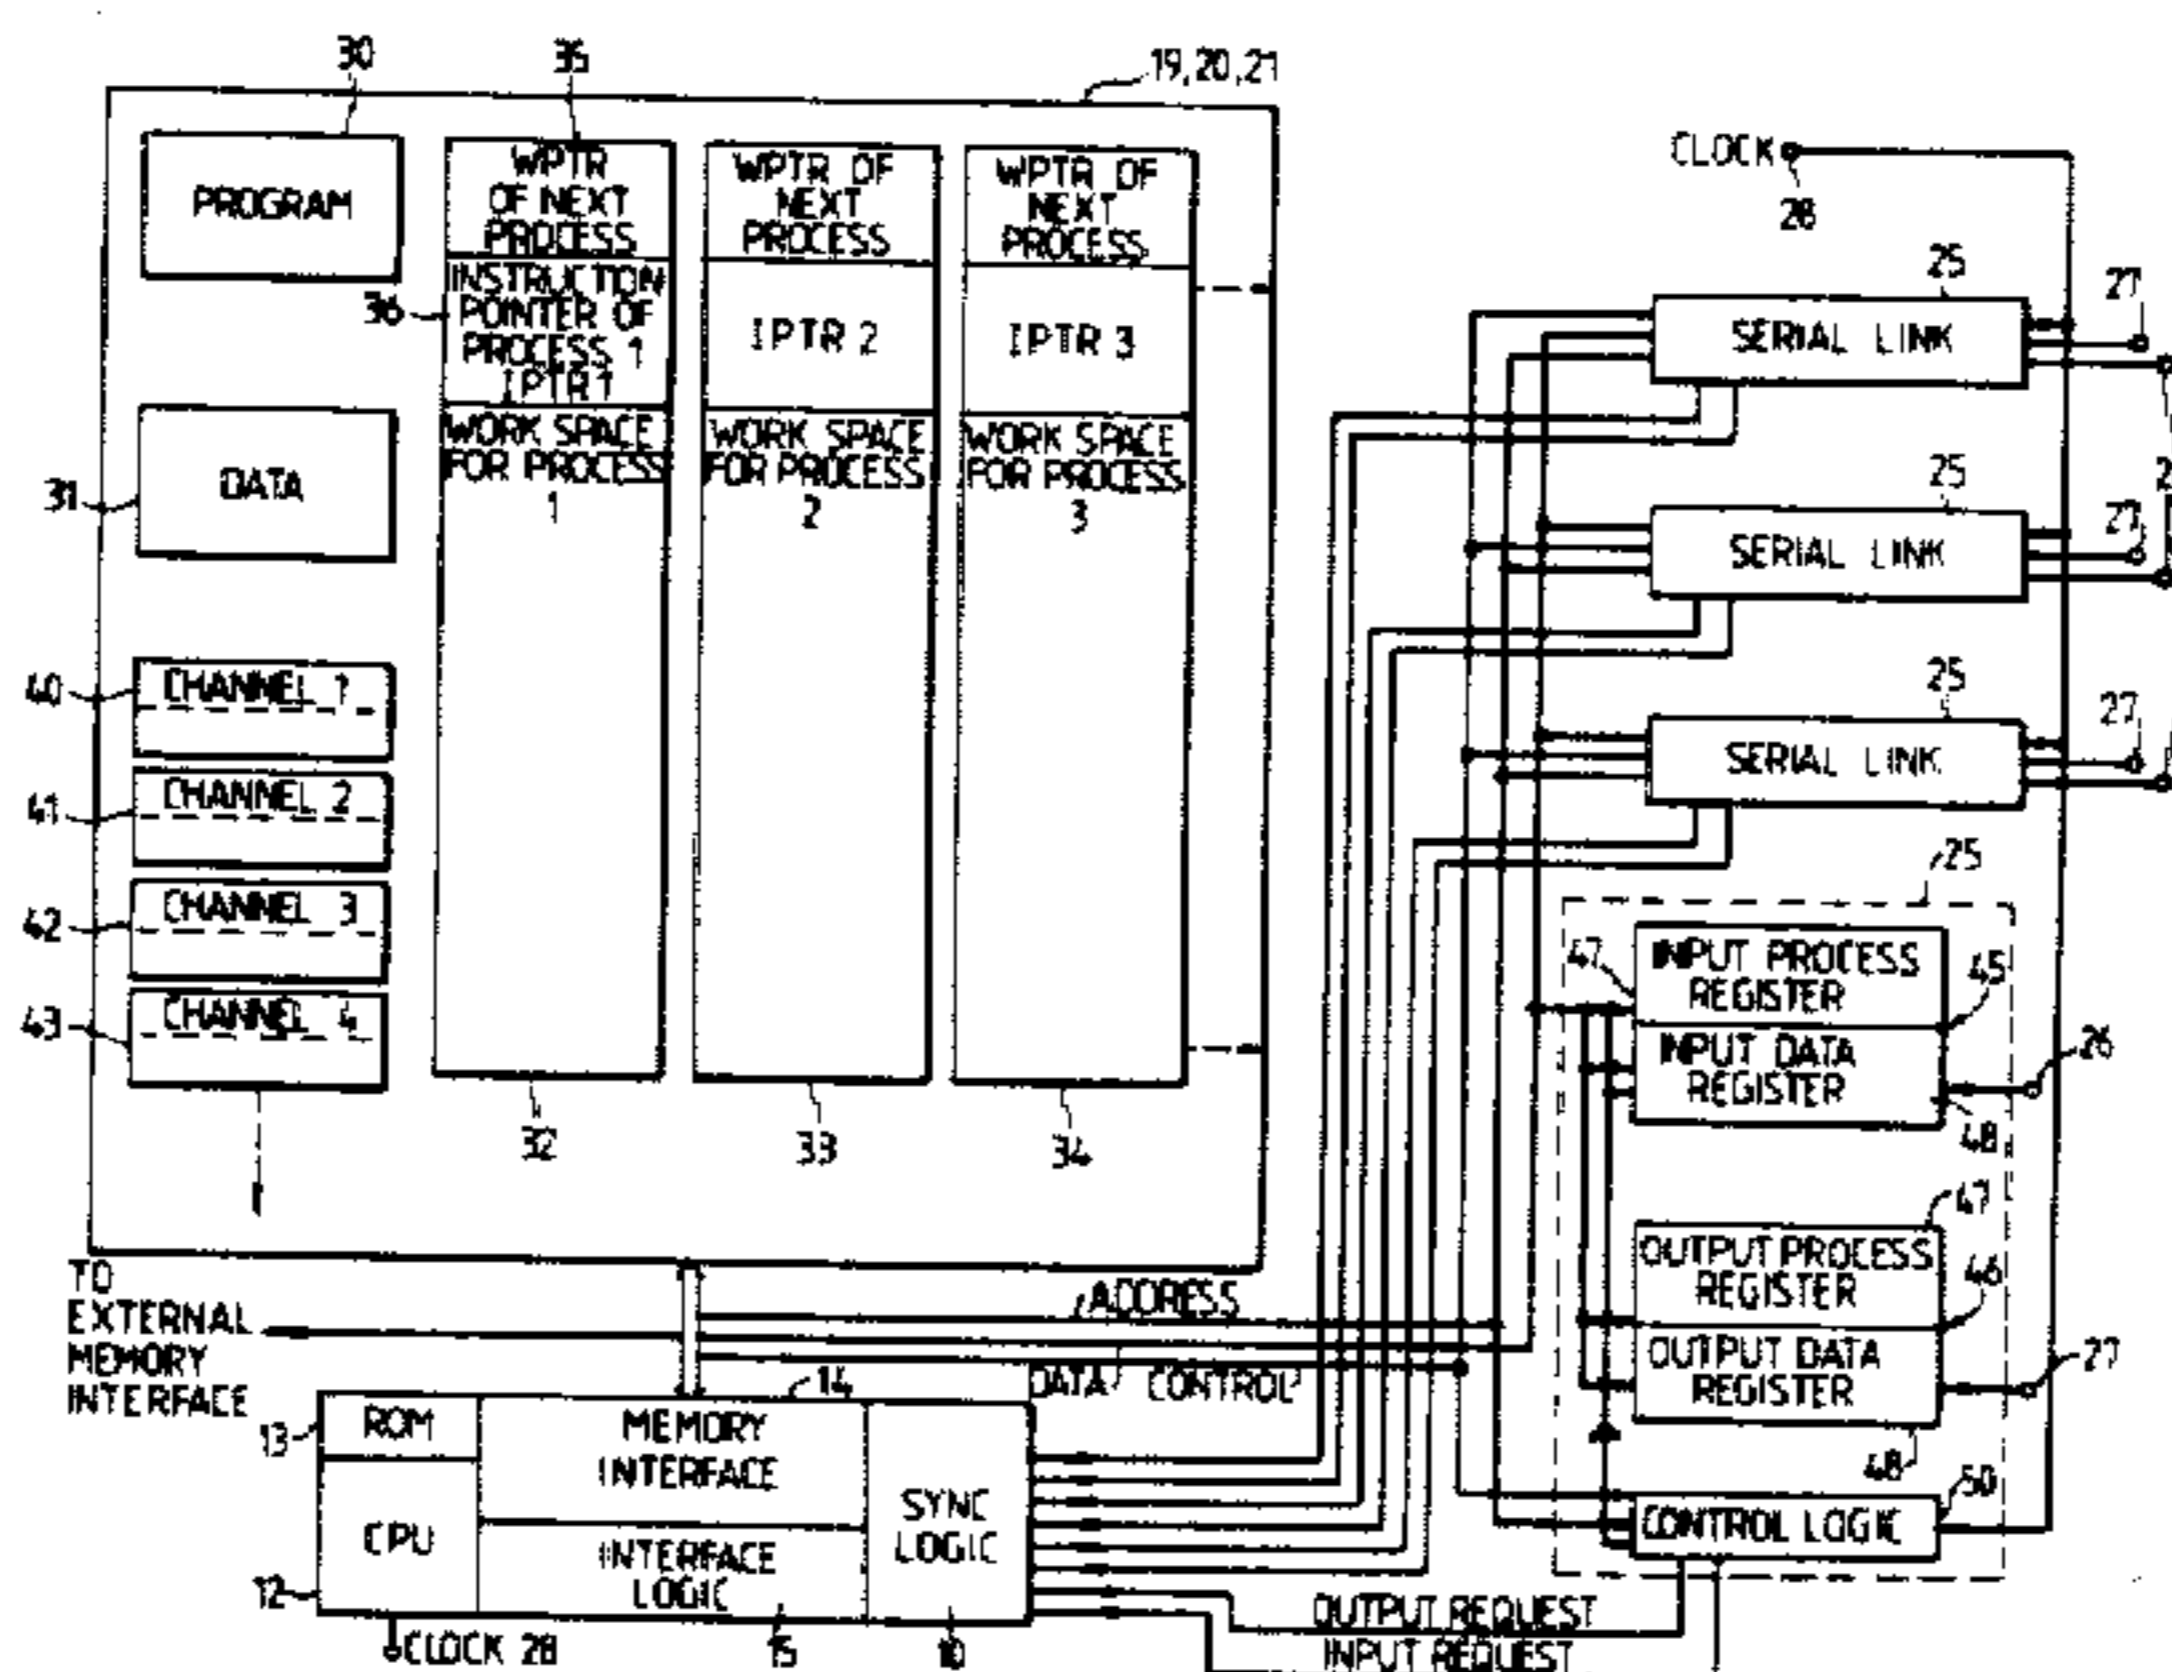 30
35
19,20,21
PROGRAM
WPTR
OF NEXT
PROCESS
WPTR OF
NEXT
PROCESS
WPTR OF
NEXT
PROCESS
36
INSTRUCTION
POINTER OF
PROCESS 1
IPTR 1
IPTR 2
IPTR 3
31
DATA
WORK SPACE
FOR PROCESS
1
WORK SPACE
FOR PROCESS
2
WORK SPACE
FOR PROCESS
3
40
CHANNEL 1
41
CHANNEL 2
42
CHANNEL 3
43
CHANNEL 4
32
33
34
CLOCK
28
25
27
SERIAL LINK
25
27
SERIAL LINK
25
27
SERIAL LINK
25
47
INPUT PROCESS
REGISTER
45
INPUT DATA
REGISTER
26
48
47
OUTPUT PROCESS
REGISTER
46
OUTPUT DATA
REGISTER
27
48
50
CONTROL LOGIC
TO
EXTERNAL
MEMORY
INTERFACE
ADDRESS
DATA
CONTROL
14
13
ROM
MEMORY
INTERFACE
SYNC
LOGIC
CPU
INTERFACE
LOGIC
12
CLOCK 28
15
10
OUTPUT REQUEST
INPUT REQUEST